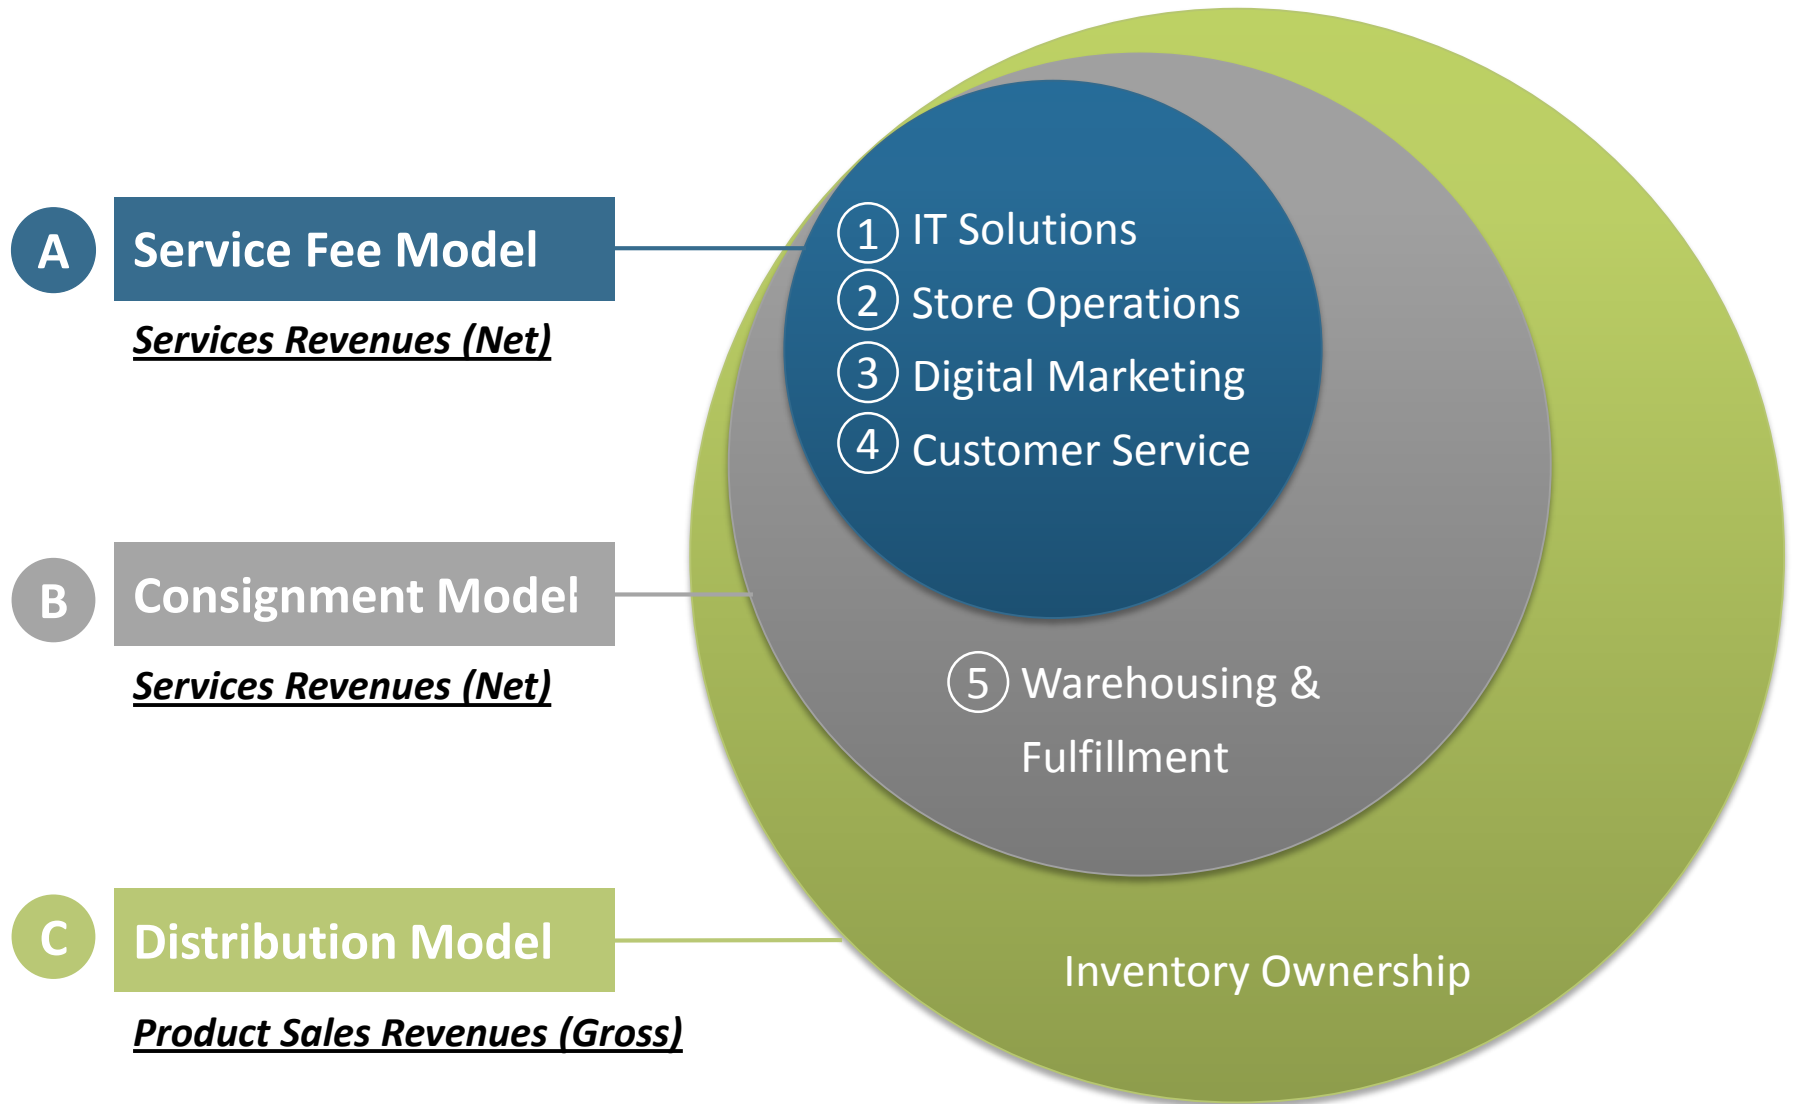 A
Service Fee Model
Services Revenues (Net)
B
Consignment Model
Services Revenues (Net)
C
Distribution Model
Product Sales Revenues (Gross)
1 IT Solutions
2 Store Operations
3 Digital Marketing
4 Customer Service
5 Warehousing &
Fulfillment
Inventory Ownership